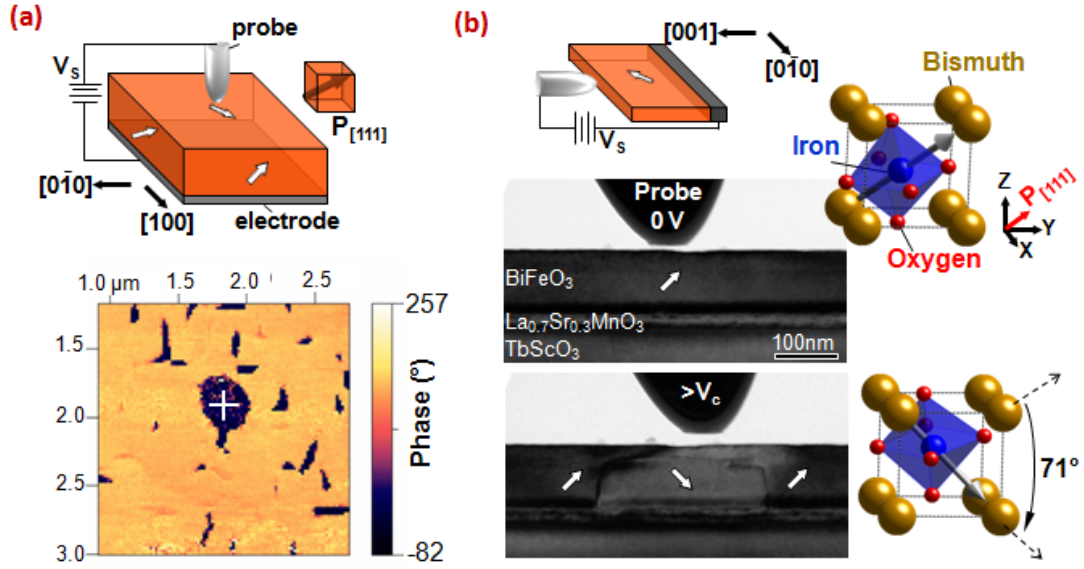 (a)
probe
V_s
P_[111]
[01̄0]
[100]
electrode
1.0 μm 2.0 2.5
1.5
2.0
2.5
3.0
257
Phase (°)
-82
(b)
[001]
[01̄0]
V_s
Bismuth
Iron
Oxygen
Z
P_[111]
Y
X
Probe
0 V
BiFeO₃
La₀.₇Sr₀.₃MnO₃
TbScO₃
100nm
>V_c
71°